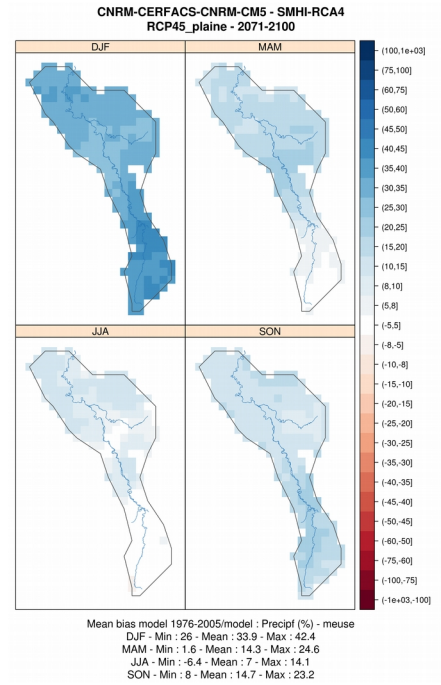 CNRM-CERFACS-CNRM-CM5 - SMHI-RCA4
RCP45_plaine - 2071-2100
DJF
MAM
JJA
SON
(100,1e+03]
(75,100]
(60,75]
(50,60]
(45,50]
(40,45]
(35,40]
(30,35]
(25,30]
(20,25]
(15,20]
(10,15]
(8,10]
(5,8]
(-5,5]
(-8,-5]
(-10,-8]
(-15,-10]
(-20,-15]
(-25,-20]
(-30,-25]
(-35,-30]
(-40,-35]
(-45,-40]
(-50,-45]
(-60,-50]
(-75,-60]
(-100,-75]
(-1e+03,-100]
Mean bias model 1976-2005/model : Precipf (%) - meuse
DJF - Min : 26 - Mean : 33.9 - Max : 42.4
MAM - Min : 1.6 - Mean : 14.3 - Max : 24.6
JJA - Min : -6.4 - Mean : 7 - Max : 14.1
SON - Min : 8 - Mean : 14.7 - Max : 23.2